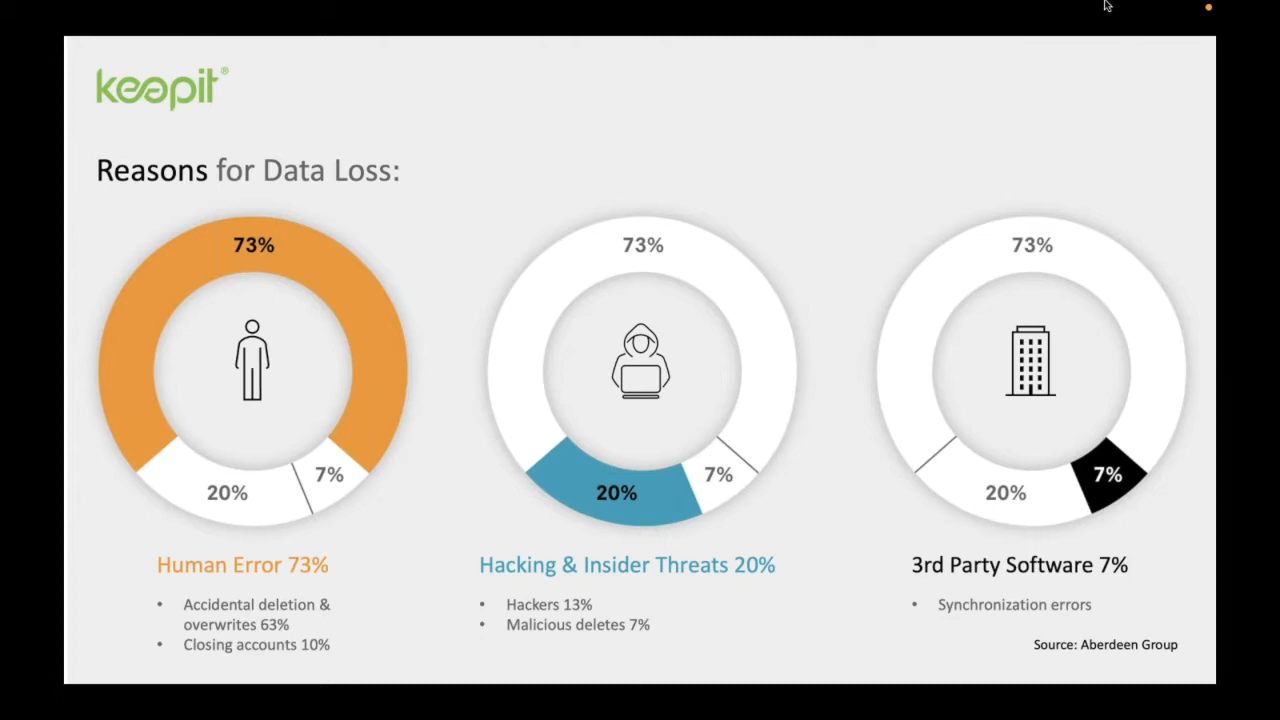 keepit®
Reasons for Data Loss:
73%
20%
7%
73%
20%
7%
73%
20%
7%
Human Error 73%
• Accidental deletion &
overwrites 63%
• Closing accounts 10%
Hacking & Insider Threats 20%
• Hackers 13%
• Malicious deletes 7%
3rd Party Software 7%
• Synchronization errors
Source: Aberdeen Group